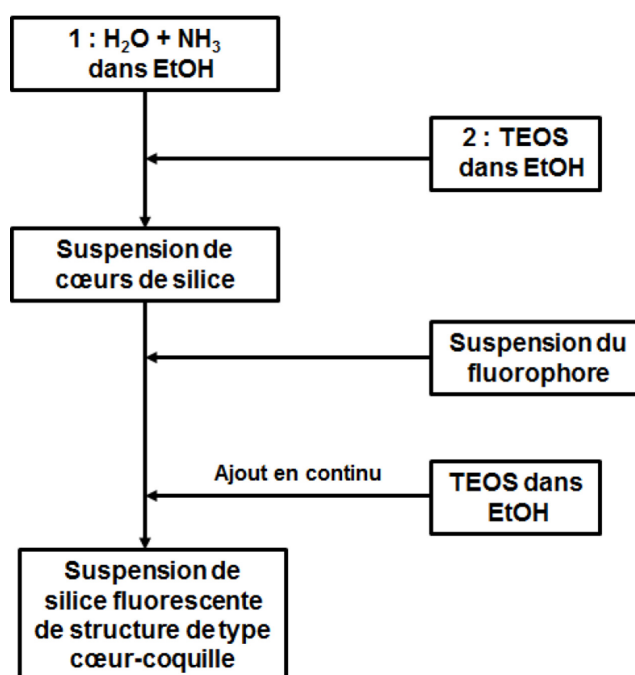 1 : H₂O + NH₃
dans EtOH
2 : TEOS
dans EtOH
Suspension de
cœurs de silice
Suspension du
fluorophore
Ajout en continu
TEOS dans
EtOH
Suspension de
silice fluorescente
de structure de type
cœur-coquille